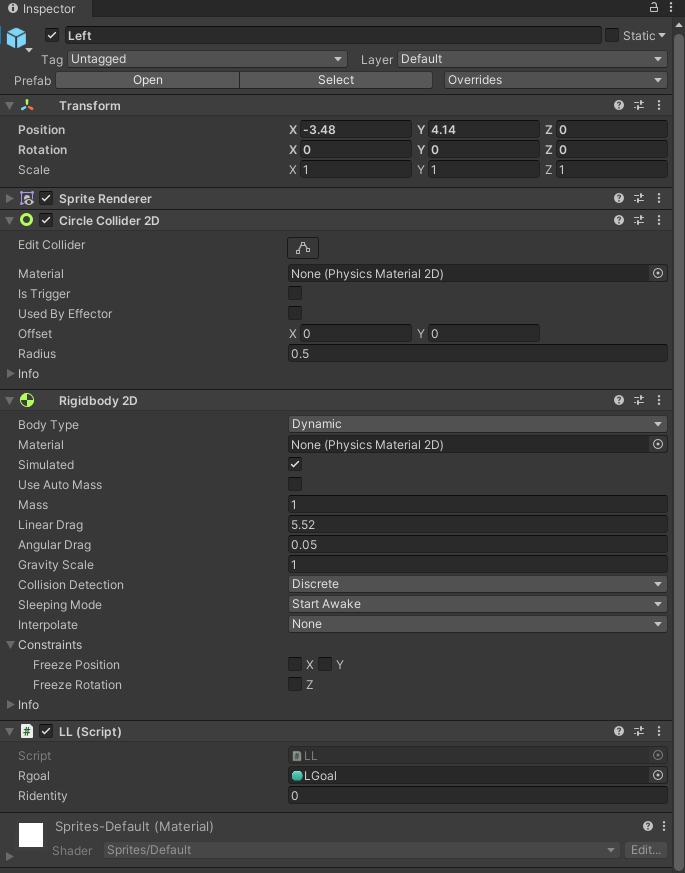 Inspector
Left Static
Tag Untagged Layer Default
Prefab Open Select Overrides
Transform
Position X -3.48 Y 4.14 Z 0
Rotation X 0 Y 0 Z 0
Scale X 1 Y 1 Z 1
Sprite Renderer
Circle Collider 2D
Edit Collider
Material None (Physics Material 2D)
Is Trigger
Used By Effector
Offset X 0 Y 0
Radius 0.5
Info
Rigidbody 2D
Body Type Dynamic
Material None (Physics Material 2D)
Simulated
Use Auto Mass
Mass 1
Linear Drag 5.52
Angular Drag 0.05
Gravity Scale 1
Collision Detection Discrete
Sleeping Mode Start Awake
Interpolate None
Constraints
Freeze Position X Y
Freeze Rotation Z
Info
# LL (Script)
Script LL
Rgoal LGoal
Ridentity 0
Sprites-Default (Material)
Shader Sprites/Default Edit...